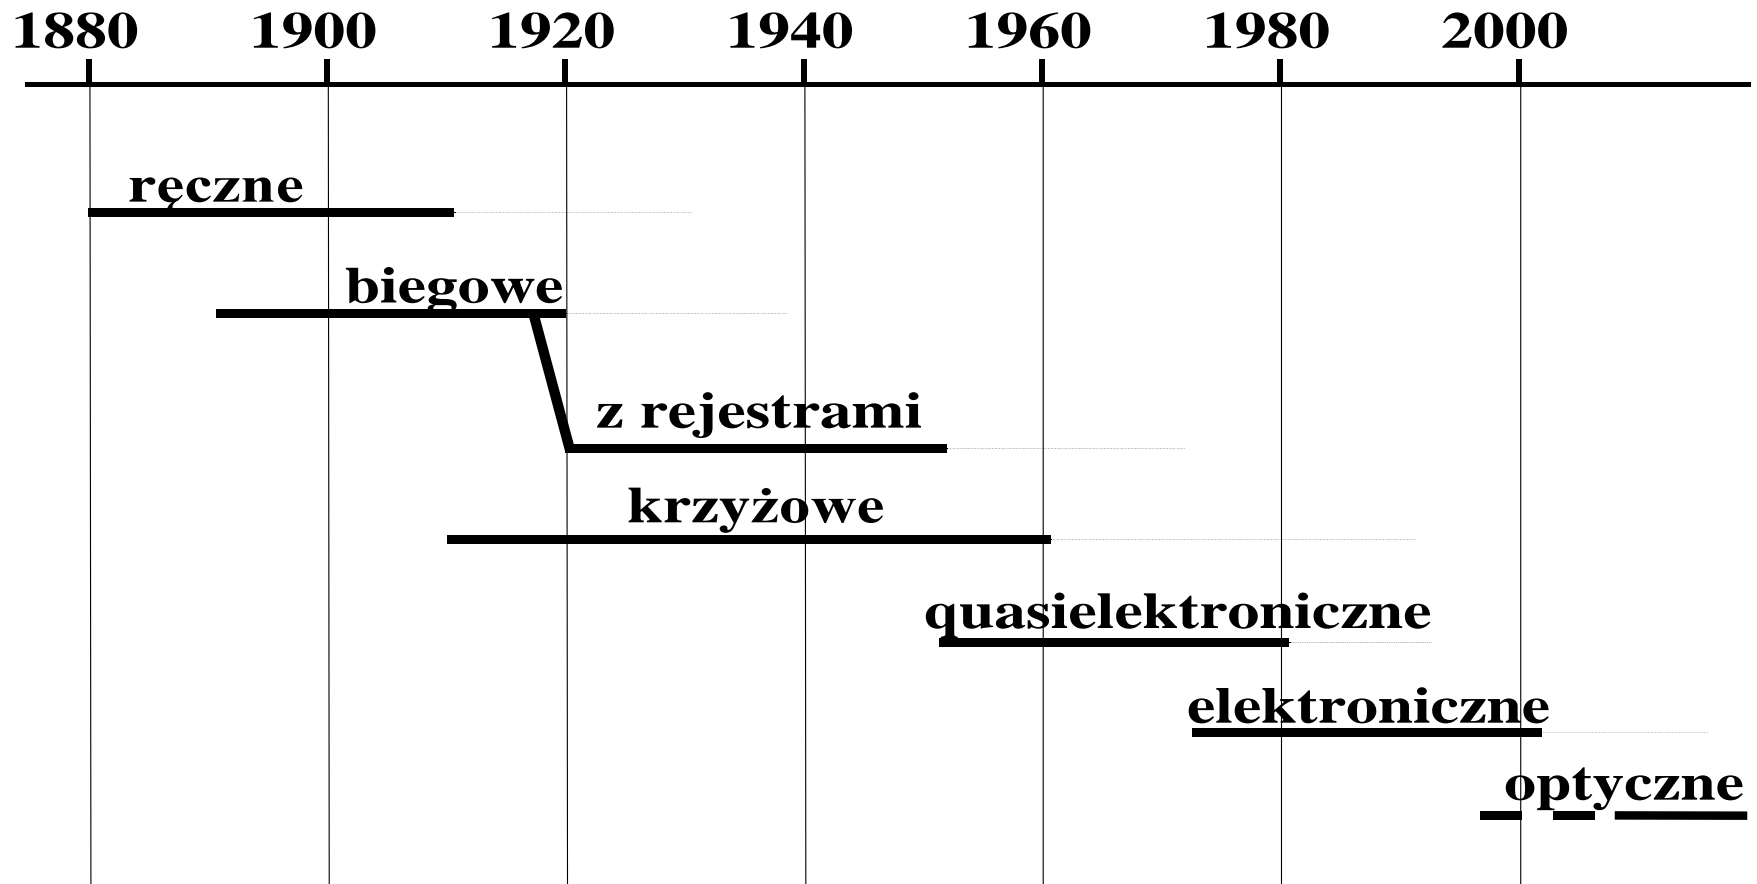 1880 1900 1920 1940 1960 1980 2000
ręczne
biegowe
z rejestrami
krzyżowe
quasielektroniczne
elektroniczne
optyczne